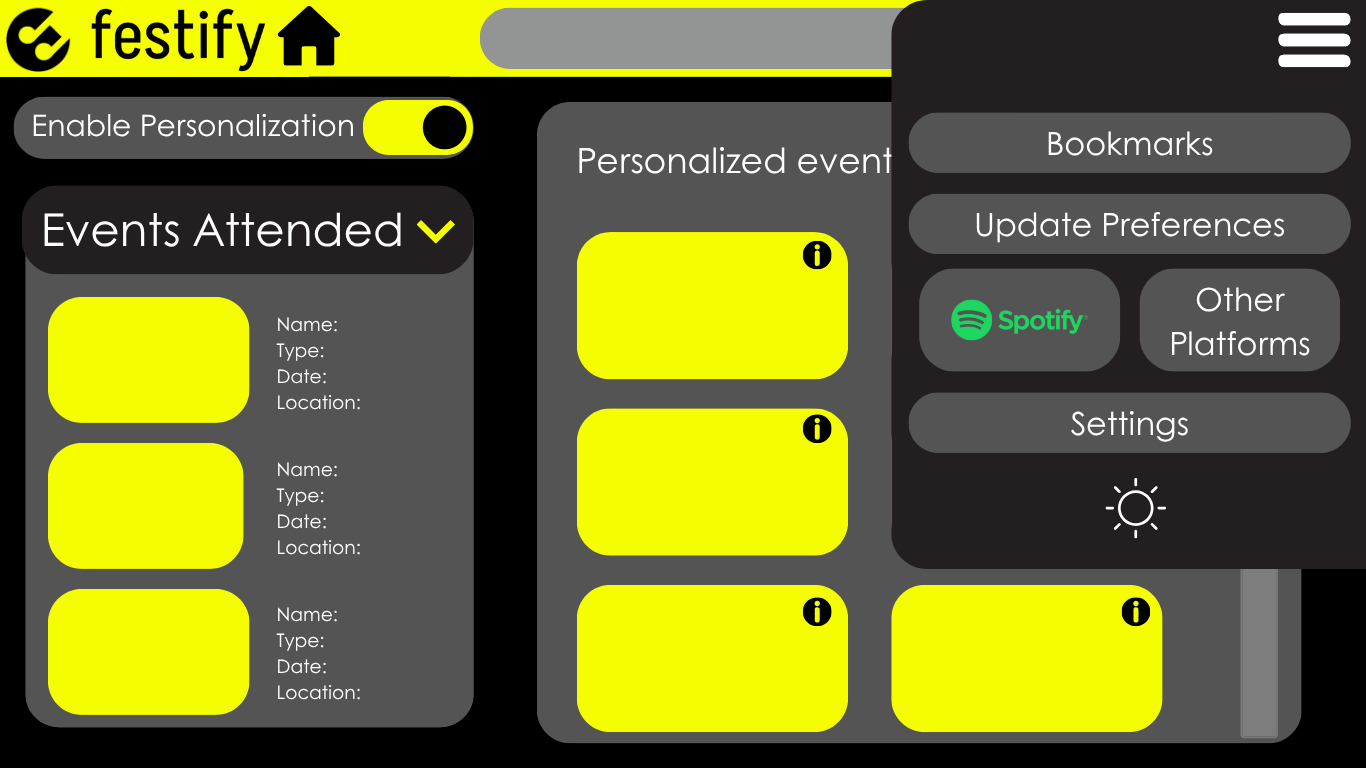 festify
Enable Personalization
Events Attended
Name:
Type:
Date:
Location:
Name:
Type:
Date:
Location:
Name:
Type:
Date:
Location:
Personalized event
Bookmarks
Update Preferences
Spotify
Other
Platforms
Settings